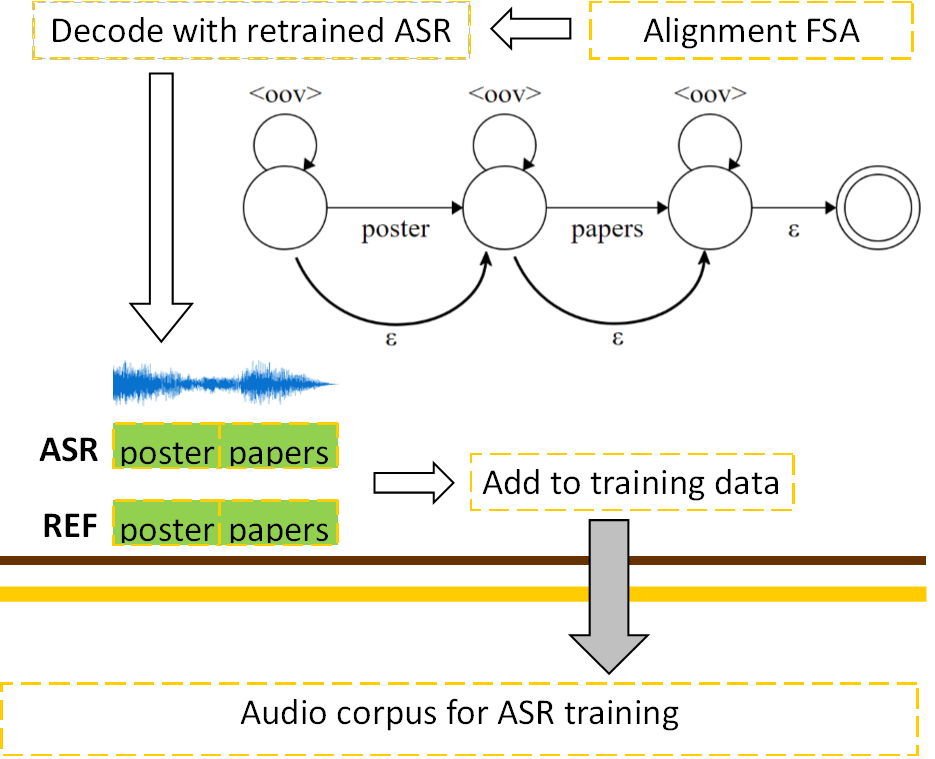 Decode with retrained ASR
Alignment FSA
<oov> <oov> <oov>
poster papers ε
ε ε
ASR poster papers
REF poster papers
Add to training data
Audio corpus for ASR training